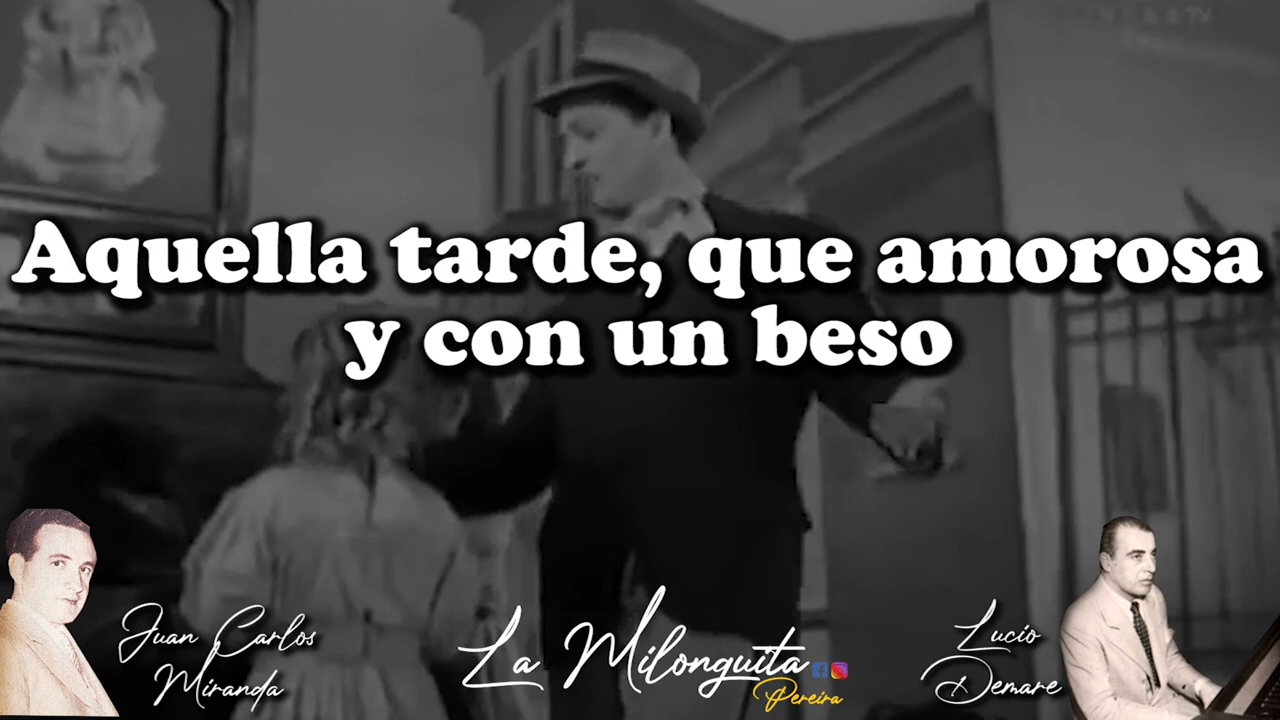 Aquella tarde, que amorosa
y con un beso
Juan Carlos
Miranda
La Milonguita
Pereira
Lucio
Demare